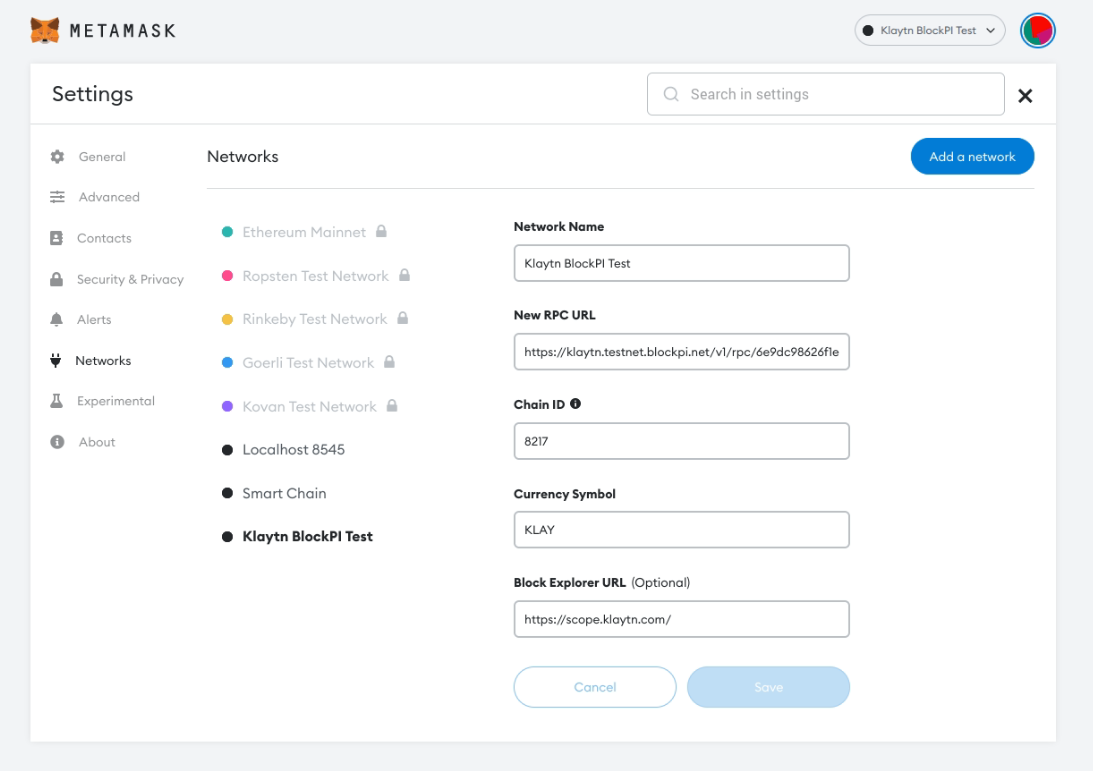 METAMASK
Klaytn BlockPI Test
Settings
Search in settings
General
Advanced
Contacts
Security & Privacy
Alerts
Networks
Experimental
About
Networks
Add a network
Ethereum Mainnet
Ropsten Test Network
Rinkeby Test Network
Goerli Test Network
Kovan Test Network
Localhost 8545
Smart Chain
Klaytn BlockPI Test
Network Name
Klaytn BlockPI Test
New RPC URL
https://klaytn.testnet.blockpi.net/v1/rpc/6e9dc98626f1e
Chain ID
8217
Currency Symbol
KLAY
Block Explorer URL (Optional)
https://scope.klaytn.com/
Cancel
Save